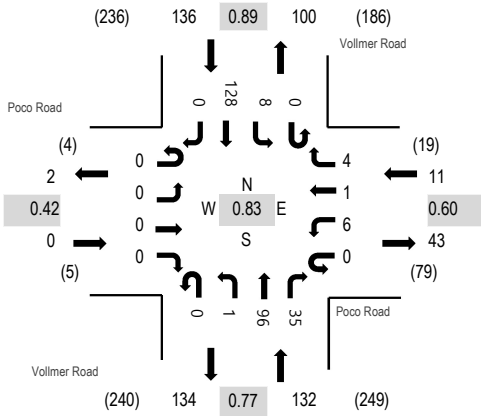 (236) 136 0.89 100 (186)
Vollmer Road
Poco Road
0 128 8 0
(4) (19)
2 0 4 11
0 1
0.42 W N 0.83 E 0.60
S
0 0 6 43
(5) 0 0 (79)
0 1 96 35
Poco Road
Vollmer Road
(240) 134 0.77 132 (249)